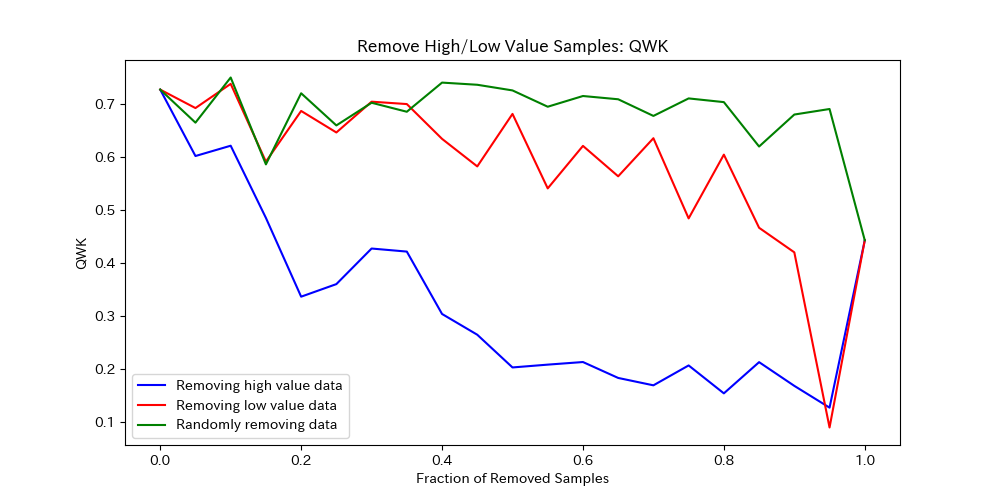 Remove High/Low Value Samples: QWK
QWK
0.7
0.6
0.5
0.4
0.3
0.2
0.1
Removing high value data
Removing low value data
Randomly removing data
0.0 0.2 0.4 0.6 0.8 1.0
Fraction of Removed Samples